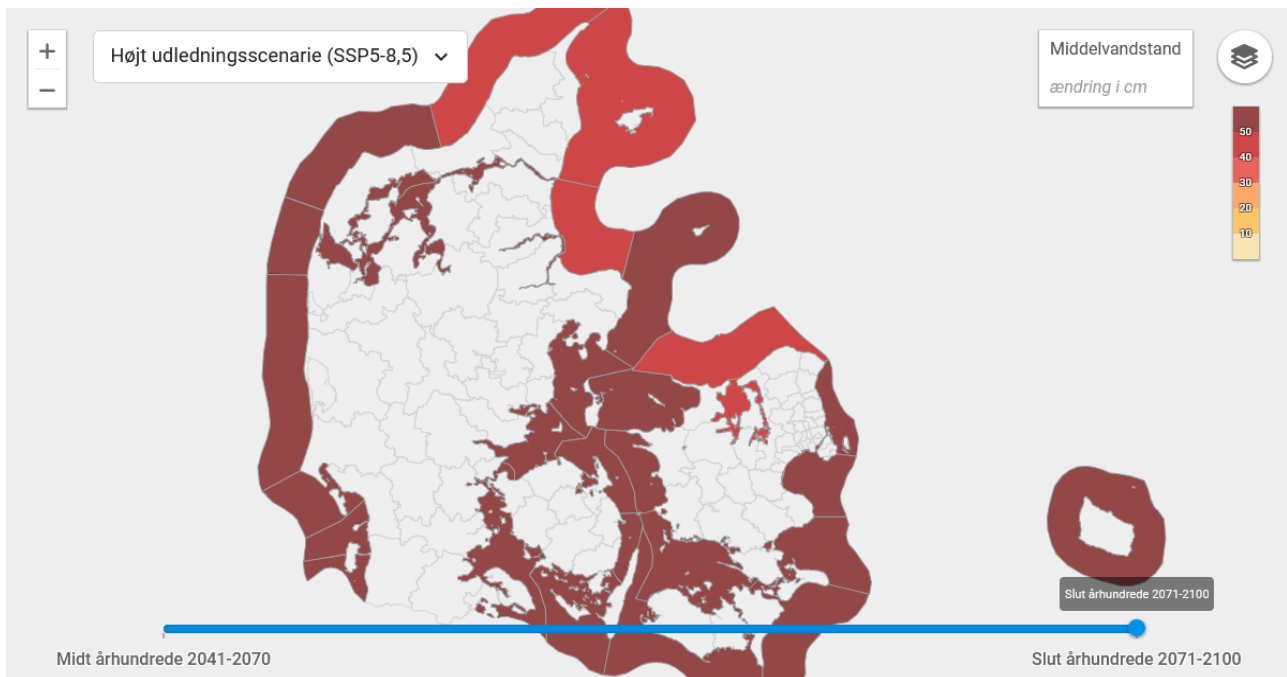 +
−
Højt udledningsscenarie (SSP5-8,5)
Middelvandstand
ændring i cm
50
40
30
20
10
Slut århundrede 2071-2100
Midt århundrede 2041-2070
Slut århundrede 2071-2100